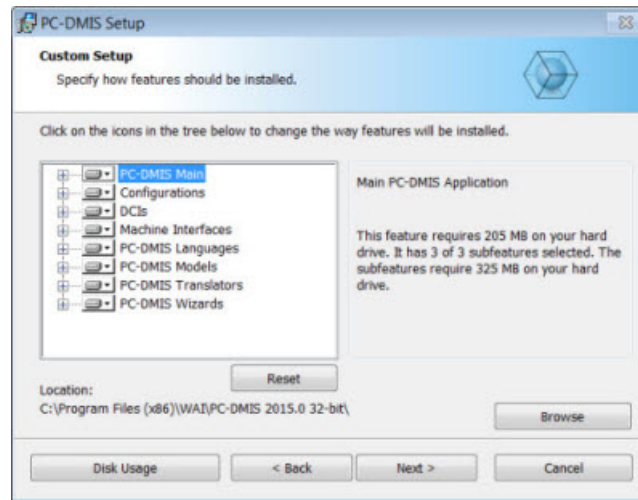 PC-DMIS Setup
Custom Setup
Specify how features should be installed.
Click on the icons in the tree below to change the way features will be installed.
PC-DMIS Main
Configurations
DCIs
Machine Interfaces
PC-DMIS Languages
PC-DMIS Models
PC-DMIS Translators
PC-DMIS Wizards
Main PC-DMIS Application
This feature requires 205 MB on your hard
drive. It has 3 of 3 subfeatures selected. The
subfeatures require 325 MB on your hard
drive.
Reset
Location:
C:\Program Files (x86)\WAI\PC-DMIS 2015.0 32-bit\
Browse
Disk Usage
< Back
Next >
Cancel